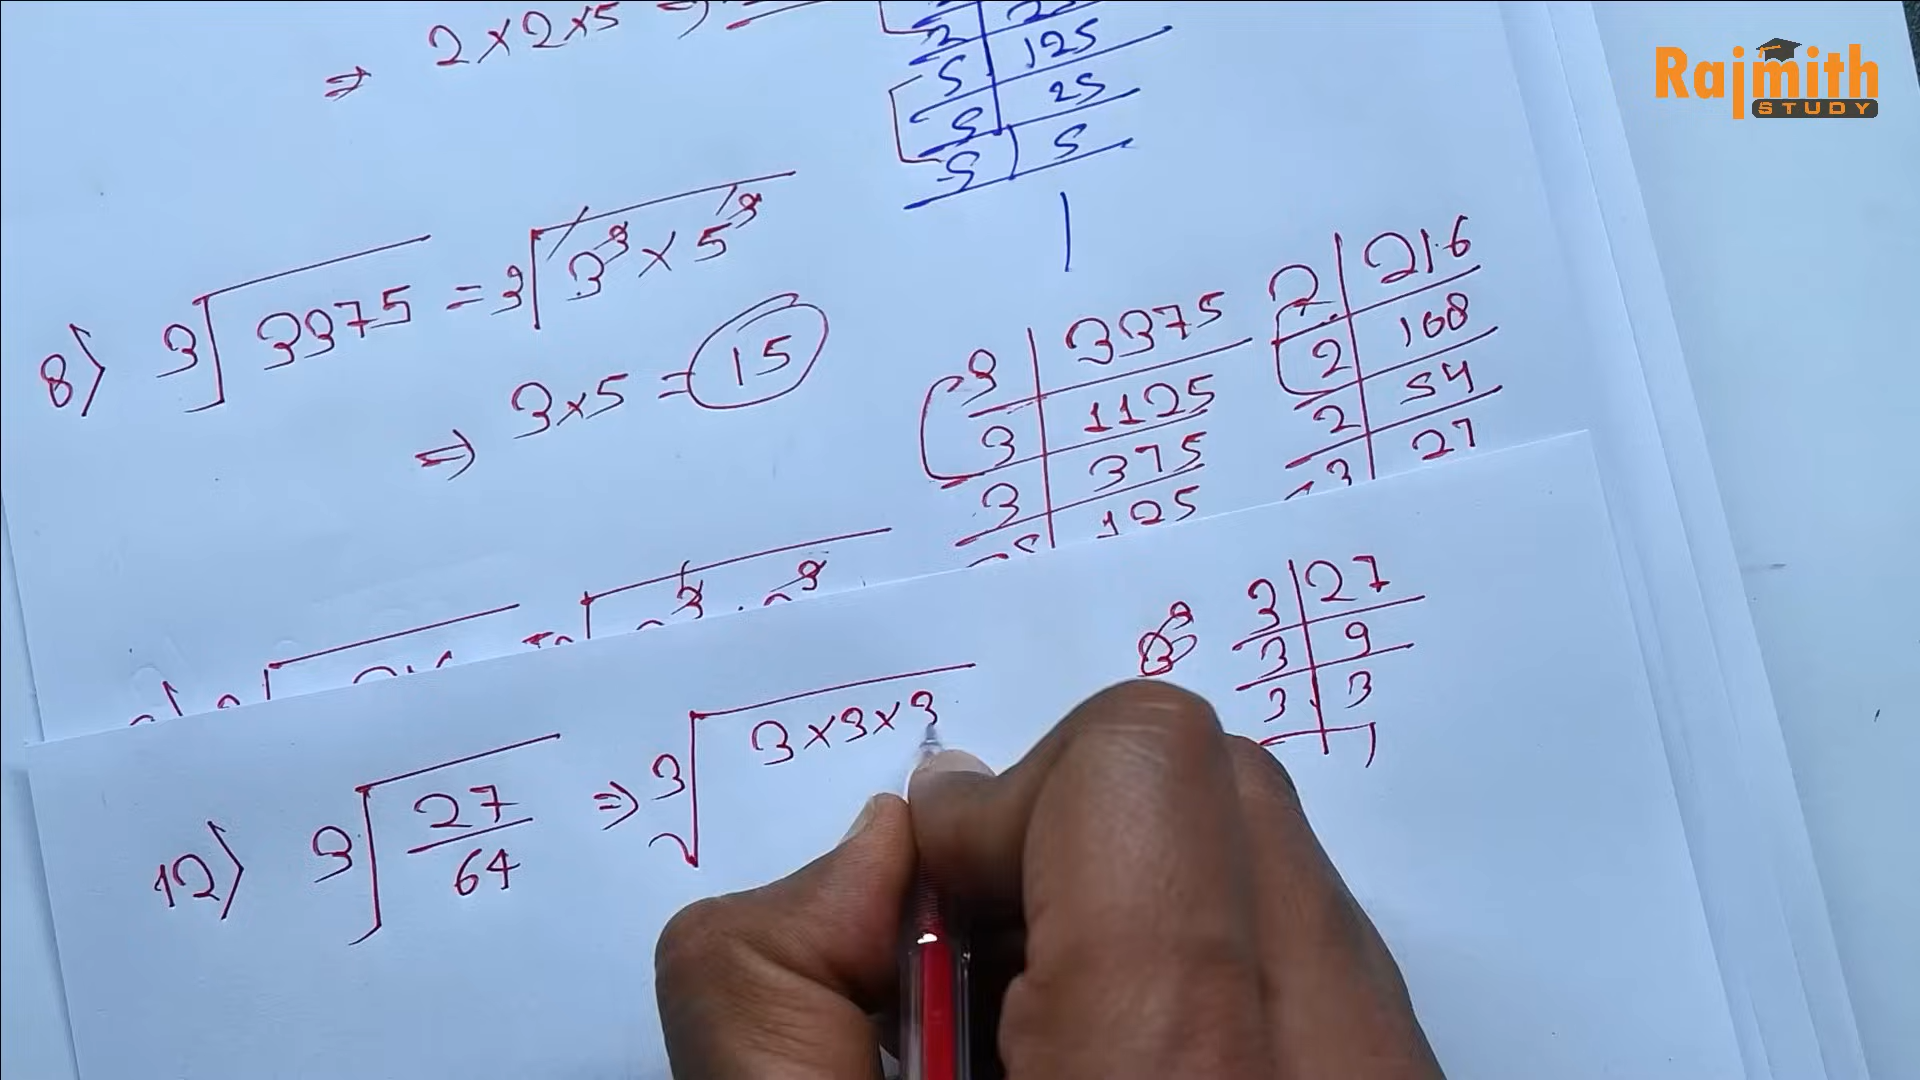 Rajmith
STUDY
⇒ 2×2×5 ⇒
2
5 | 125
5 | 25
5 | 5
1
8) ∛3375 = ∛3³ × 5³
⇒ 3×5 = 15
3 | 3375
3 | 1125
3 | 375
5 | 125
2 | 216
2 | 108
2 | 54
3 | 27
12) ∛27/64 ⇒ ∛3×3×3
3 | 27
3 | 9
3 | 3
1